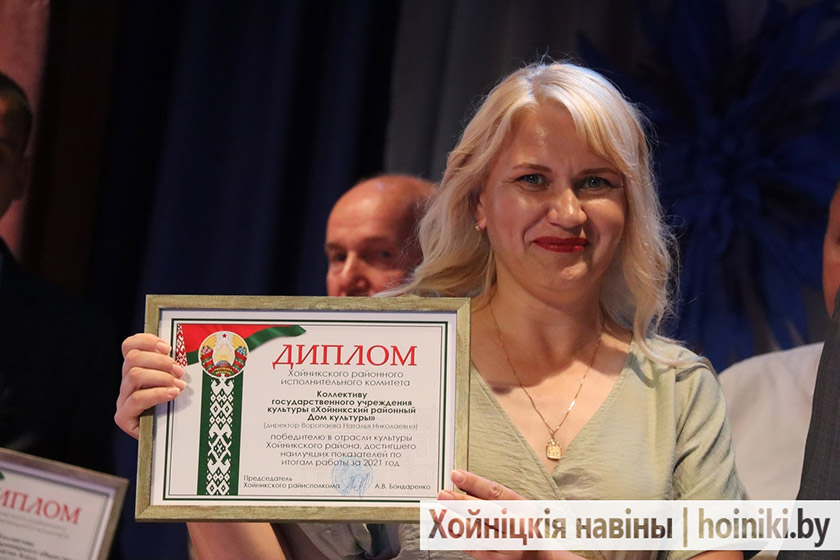 ДИПЛОМ
Хойникского районного
исполнительного комитета
Коллективу
государственного учреждения
культуры «Хойникский районный
Дом культуры»
(директор Воропаева Наталья Николаевна)
победителю в отрасли культуры
Хойникского района, достигшего
наилучших показателей по
итогам работы за 2021 год
Председатель
Хойникского райисполкома А.В. Бондаренко
ДИПЛОМ
Хойніцкія навіны | hoiniki.by